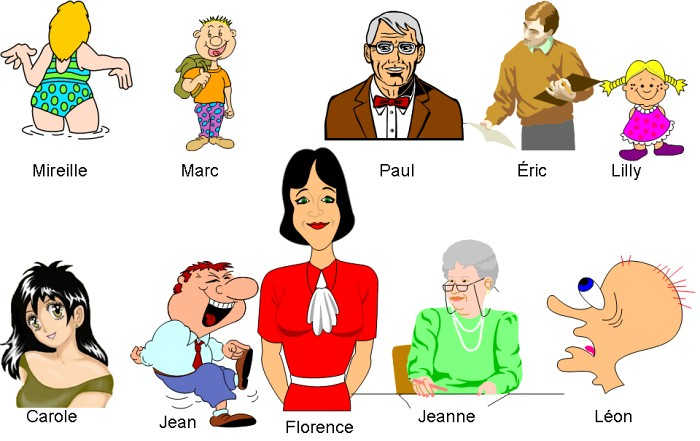 Mireille
Marc
Paul
Éric
Lilly
Carole
Jean
Florence
Jeanne
Léon